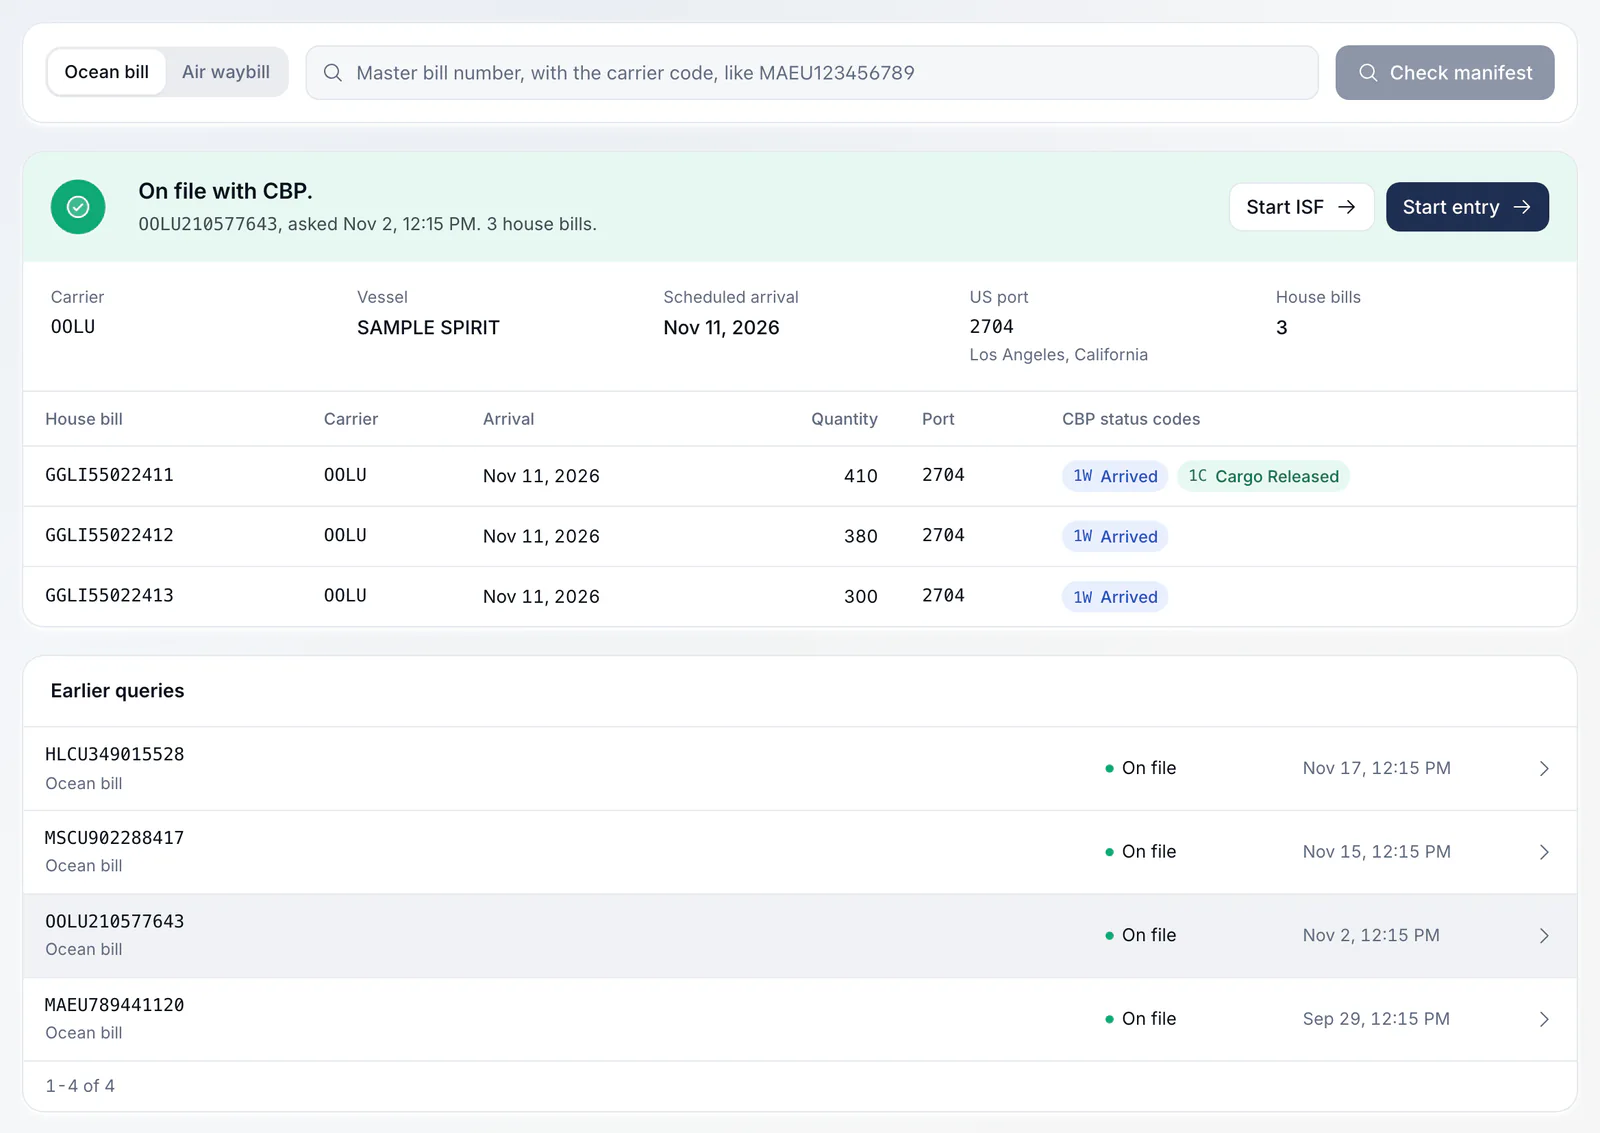 Ocean bill
Air waybill
Master bill number, with the carrier code, like MAEU123456789
Check manifest
On file with CBP.
OOLU210577643, asked Nov 2, 12:15 PM. 3 house bills.
Start ISF
Start entry
Carrier
OOLU
Vessel
SAMPLE SPIRIT
Scheduled arrival
Nov 11, 2026
US port
2704
Los Angeles, California
House bills
3
House bill Carrier Arrival Quantity Port CBP status codes
GGLI55022411 OOLU Nov 11, 2026 410 2704 1W Arrived 1C Cargo Released
GGLI55022412 OOLU Nov 11, 2026 380 2704 1W Arrived
GGLI55022413 OOLU Nov 11, 2026 300 2704 1W Arrived
Earlier queries
HLCU349015528
Ocean bill
On file
Nov 17, 12:15 PM
MSCU902288417
Ocean bill
On file
Nov 15, 12:15 PM
OOLU210577643
Ocean bill
On file
Nov 2, 12:15 PM
MAEU789441120
Ocean bill
On file
Sep 29, 12:15 PM
1-4 of 4